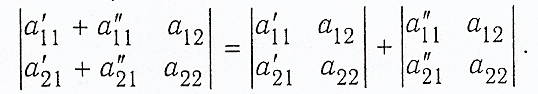 |a′₁₁ + a″₁₁ a₁₂| = |a′₁₁ a₁₂| + |a″₁₁ a₁₂|
|a′₂₁ + a″₂₁ a₂₂| |a′₂₁ a₂₂| |a″₂₁ a₂₂| .